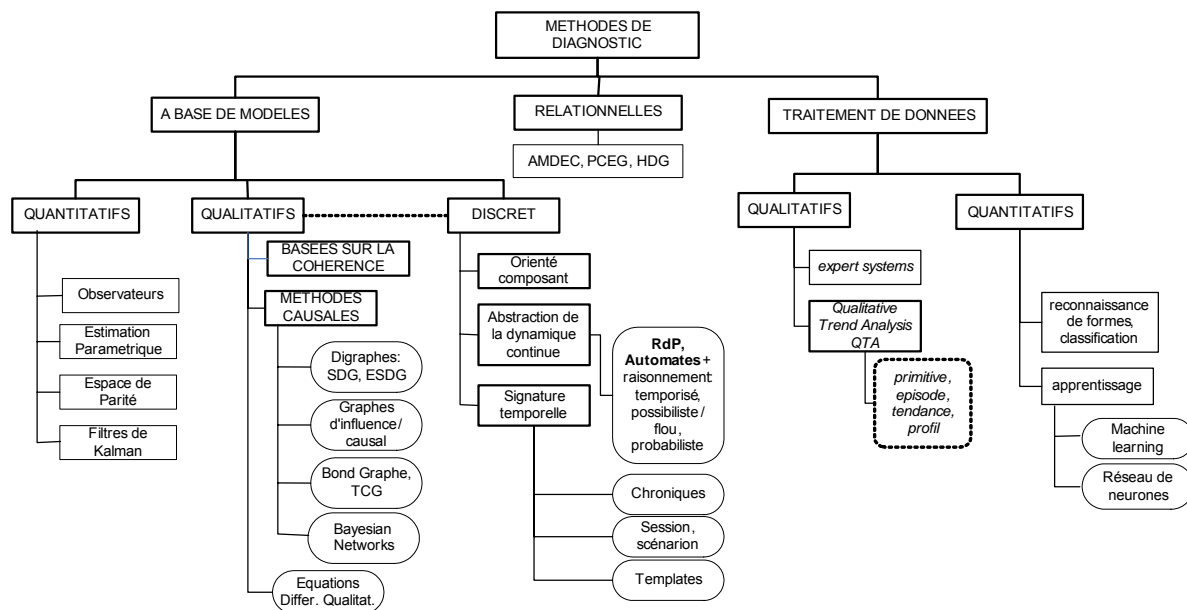 METHODES DE
DIAGNOSTIC
A BASE DE MODELES
RELATIONNELLES
TRAITEMENT DE DONNEES
AMDEC, PCEG, HDG
QUANTITATIFS
QUALITATIFS
DISCRET
QUALITATIFS
QUANTITATIFS
Observateurs
Estimation
Parametrique
Espace de
Parité
Filtres de
Kalman
BASEES SUR LA
COHERENCE
METHODES
CAUSALES
Digraphes:
SDG, ESDG
Graphes
d'influence/
causal
Bond Graphe,
TCG
Bayesian
Networks
Equations
Differ. Qualitat.
Orienté
composant
Abstraction de
la dynamique
continue
Signature
temporelle
RdP,
Automates +
raisonnement:
temporisé,
possibiliste /
flou,
probabiliste
Chroniques
Session,
scénarion
Templates
expert systems
Qualitative
Trend Analysis
QTA
primitive,
episode,
tendance,
profil
reconnaissance
de formes,
classification
apprentissage
Machine
learning
Réseau de
neurones